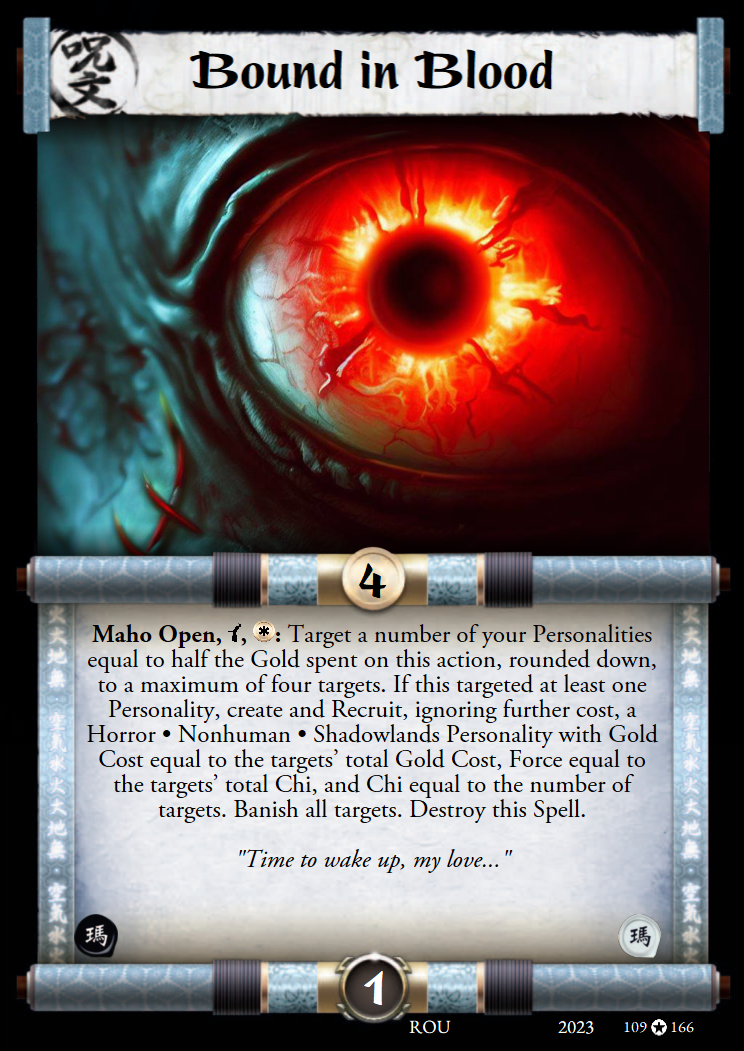 呪文
Bound in Blood
4
Maho Open, , : Target a number of your Personalities
equal to half the Gold spent on this action, rounded down,
to a maximum of four targets. If this targeted at least one
Personality, create and Recruit, ignoring further cost, a
Horror • Nonhuman • Shadowlands Personality with Gold
Cost equal to the targets’ total Gold Cost, Force equal to
the targets’ total Chi, and Chi equal to the number of
targets. Banish all targets. Destroy this Spell.
"Time to wake up, my love..."
瑪
瑪
1
ROU 2023 109 ✪ 166